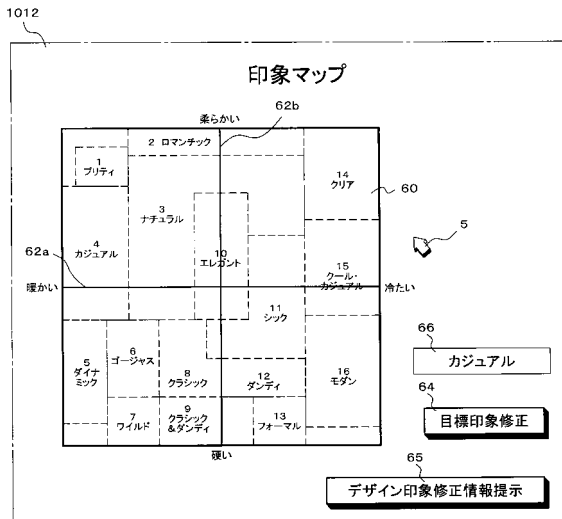 1012
印象マップ
柔らかい
62b
2 ロマンチック
1
プリティ
14
クリア
60
3
ナチュラル
4
カジュアル
10
エレガント
5
62a
15
クール・
カジュアル
暖かい
冷たい
11
シック
66
カジュアル
5
ダイナ
ミック
6
ゴージャス
8
クラシック
12
ダンディ
16
モダン
64
目標印象修正
7
ワイルド
9
クラシック
&ダンディ
13
フォーマル
硬い
65
デザイン印象修正情報提示